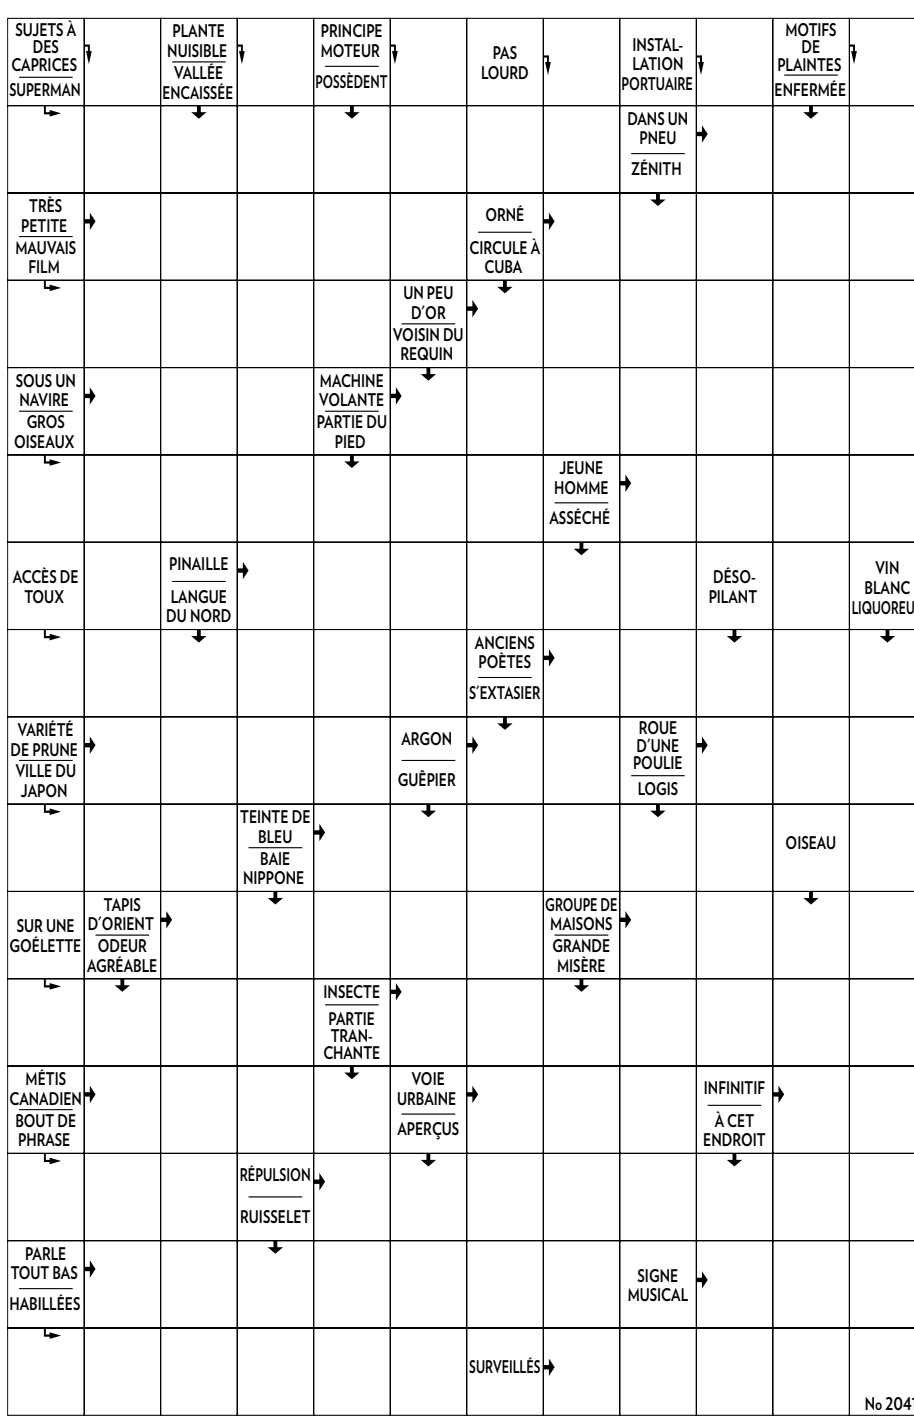 SUJETS À
DES
CAPRICES
SUPERMAN
PLANTE
NUISIBLE
VALLÉE
ENCAISSÉE
PRINCIPE
MOTEUR
POSSÈDENT
PAS
LOURD
INSTAL-
LATION
PORTUAIRE
MOTIFS
DE
PLAINTES
ENFERMÉE
DANS UN
PNEU
ZÉNITH
TRÈS
PETITE
MAUVAIS
FILM
ORNÉ
CIRCULE À
CUBA
UN PEU
D'OR
VOISIN DU
REQUIN
SOUS UN
NAVIRE
GROS
OISEAUX
MACHINE
VOLANTE
PARTIE DU
PIED
JEUNE
HOMME
ASSÉCHÉ
ACCÈS DE
TOUX
PINAILLE
LANGUE
DU NORD
DÉSO-
PILANT
VIN
BLANC
LIQUOREU
ANCIENS
POÈTES
S'EXTASIER
VARIÉTÉ
DE PRUNE
VILLE DU
JAPON
ARGON
GUÊPIER
ROUE
D'UNE
POULIE
LOGIS
TEINTE DE
BLEU
BAIE
NIPPONE
OISEAU
SUR UNE
GOÉLETTE
TAPIS
D'ORIENT
ODEUR
AGRÉABLE
GROUPE DE
MAISONS
GRANDE
MISÈRE
INSECTE
PARTIE
TRAN-
CHANTE
MÉTIS
CANADIEN
BOUT DE
PHRASE
VOIE
URBAINE
APERÇUS
INFINITIF
À CET
ENDROIT
RÉPULSION
RUISSELET
PARLE
TOUT BAS
HABILLÉES
SIGNE
MUSICAL
SURVEILLÉS
No 2041